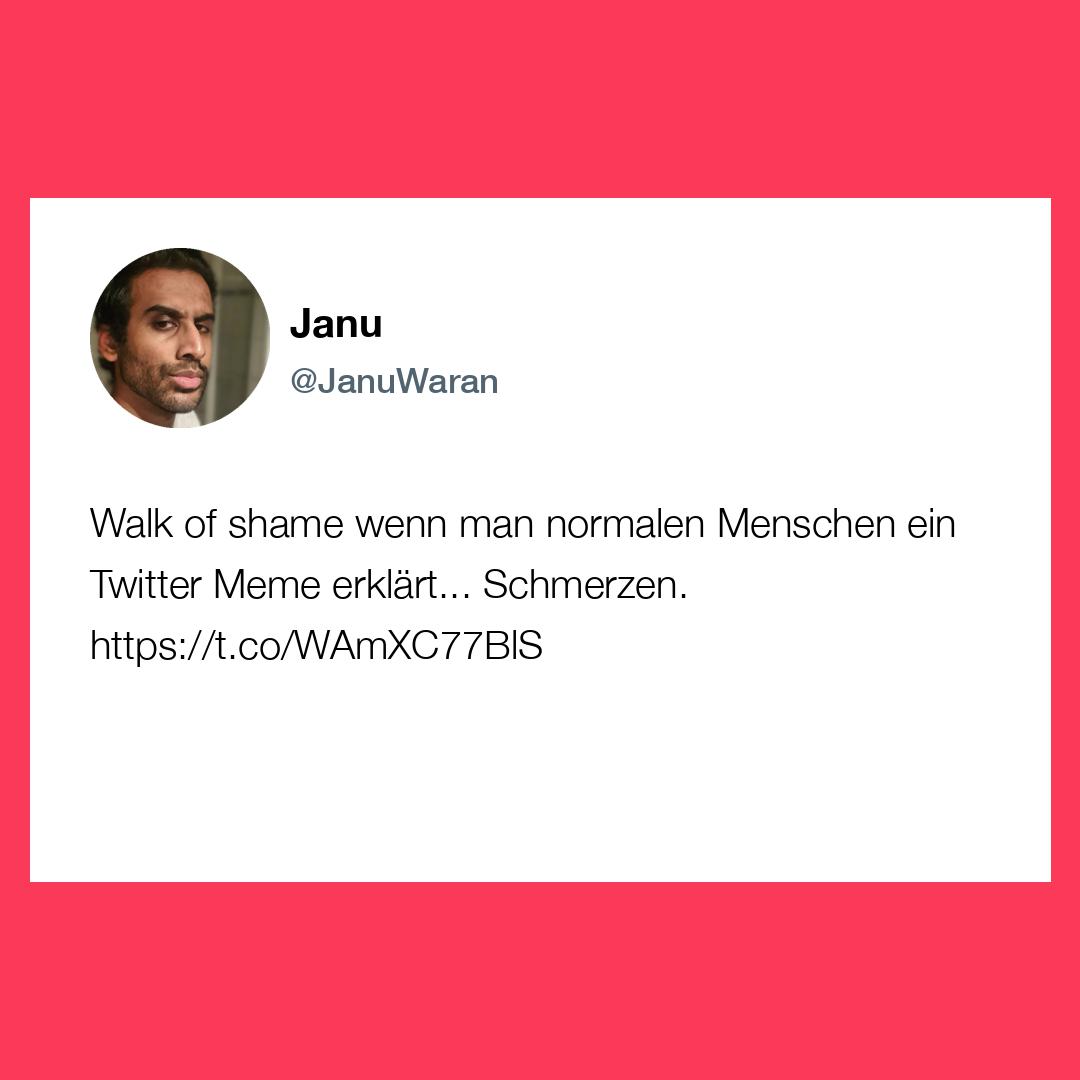 Janu
@JanuWaran
Walk of shame wenn man normalen Menschen ein
Twitter Meme erklärt... Schmerzen.
https://t.co/WAmXC77BlS